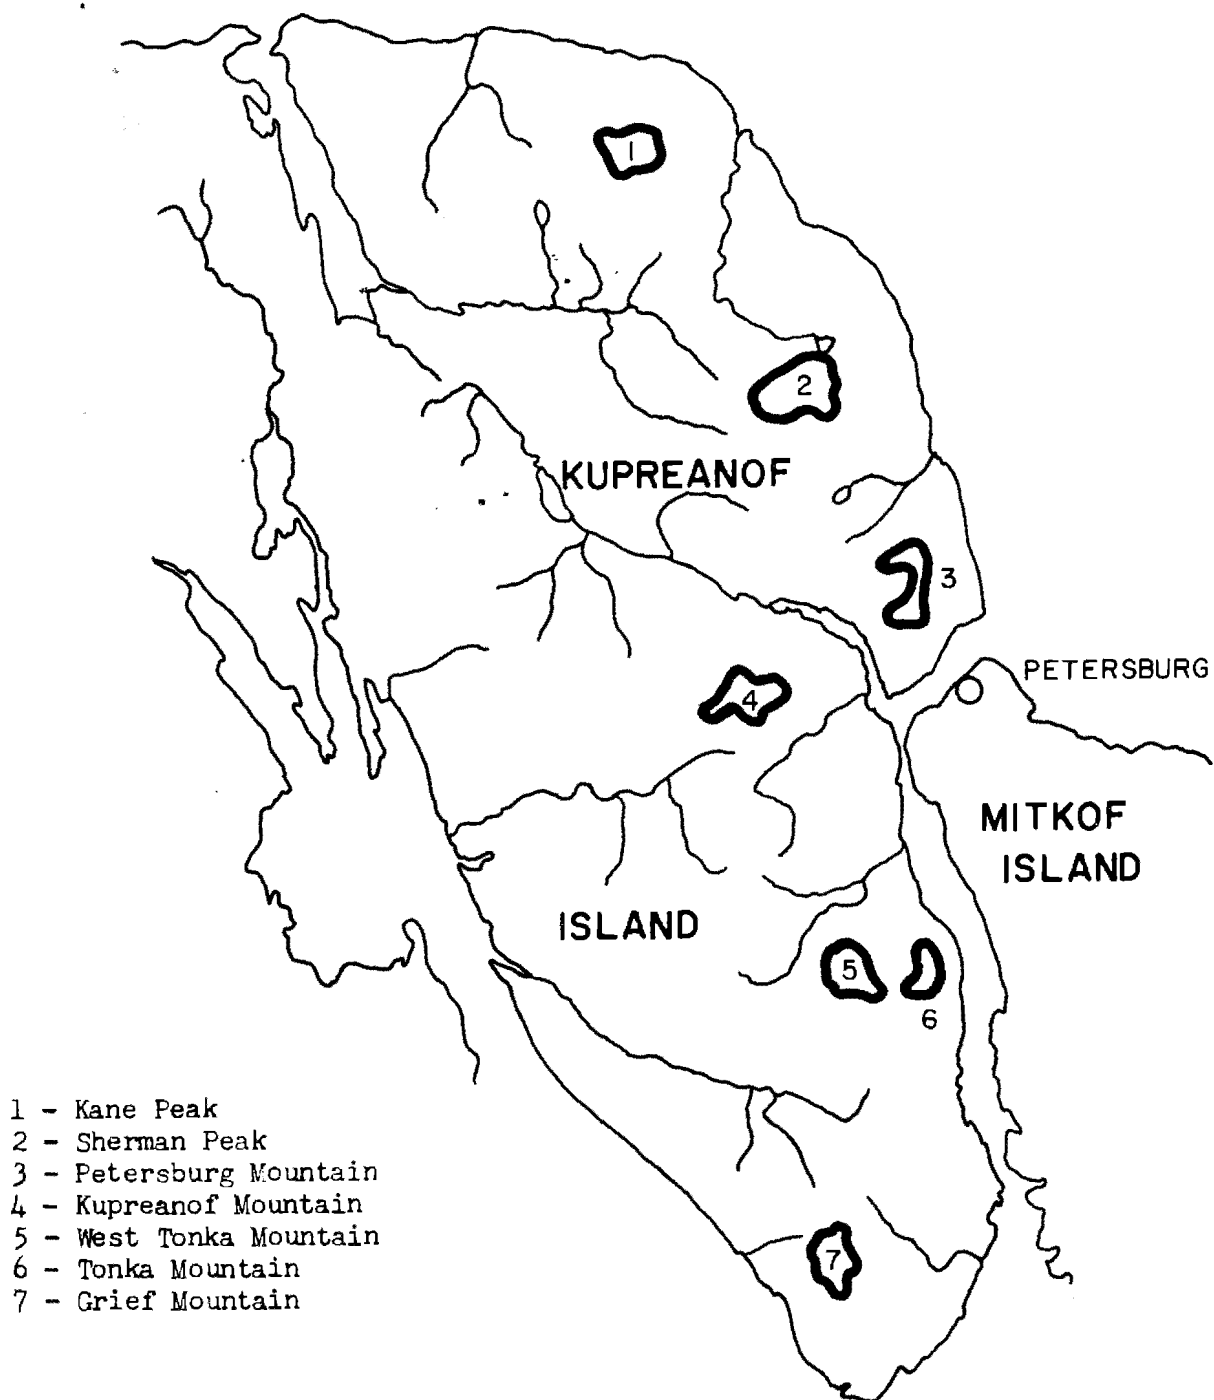 1
2
KUPREANOF
3
PETERSBURG
4
MITKOF
ISLAND
ISLAND
5
6
7
1 - Kane Peak
2 - Sherman Peak
3 - Petersburg Mountain
4 - Kupreanof Mountain
5 - West Tonka Mountain
6 - Tonka Mountain
7 - Grief Mountain